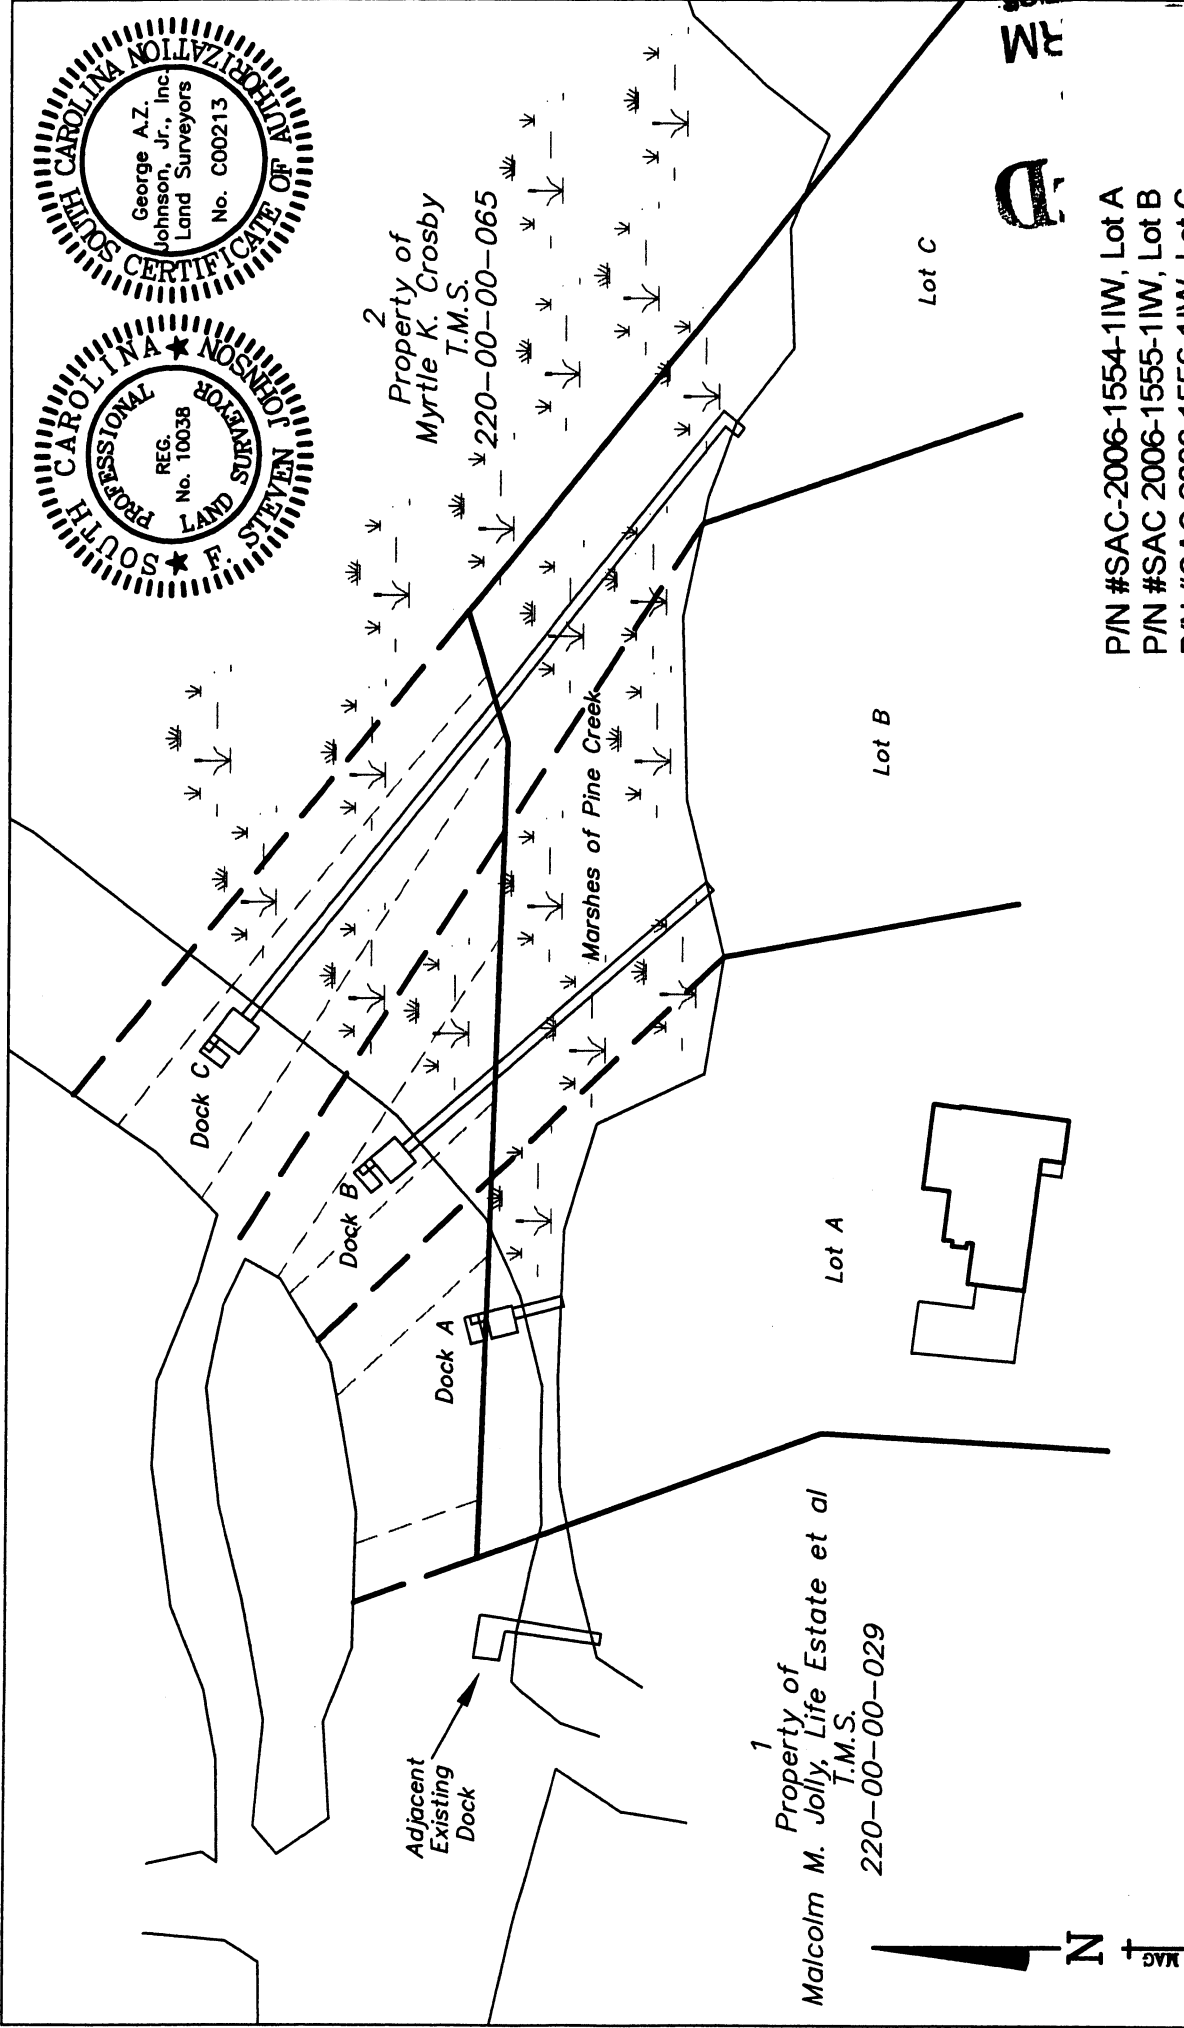 SOUTH CAROLINA
PROFESSIONAL
REG.
No. 10038
LAND SURVEYOR
F. STEVEN JOHNSON
SOUTH CAROLINA
CERTIFICATE OF AUTHORIZATION
George A.Z.
Johnson, Jr., Inc.
Land Surveyors
No. C00213
2
Property of
Myrtle K. Crosby
T.M.S.
220-00-00-065
Dock C
Dock B
Dock A
Adjacent
Existing
Dock
Marshes of Pine Creek
1
Property of
Malcolm M. Jolly, Life Estate et al
T.M.S.
220-00-00-029
Lot A
Lot B
Lot C
N
MAG
RM
D
P/N #SAC-2006-1554-1IW, Lot A
P/N #SAC 2006-1555-1IW, Lot B